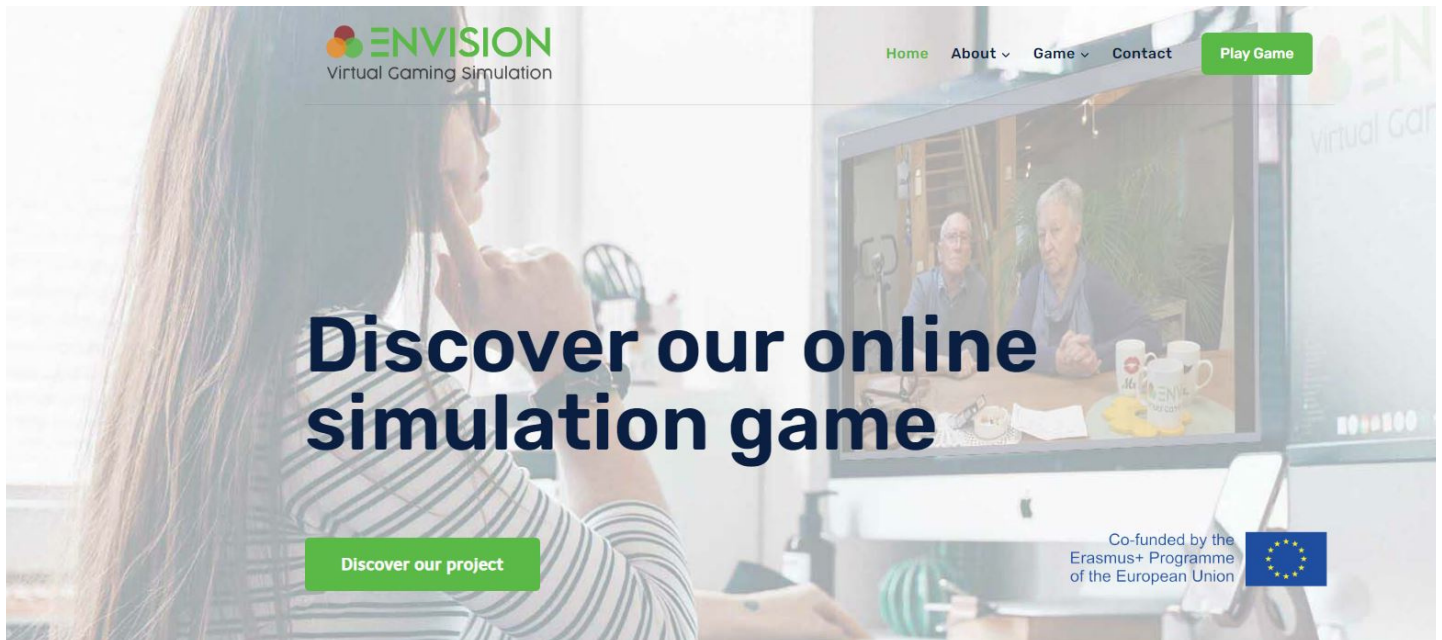 ENVISION
Virtual Gaming Simulation
Home About Game Contact Play Game
Discover our online
simulation game
Discover our project
Co-funded by the
Erasmus+ Programme
of the European Union